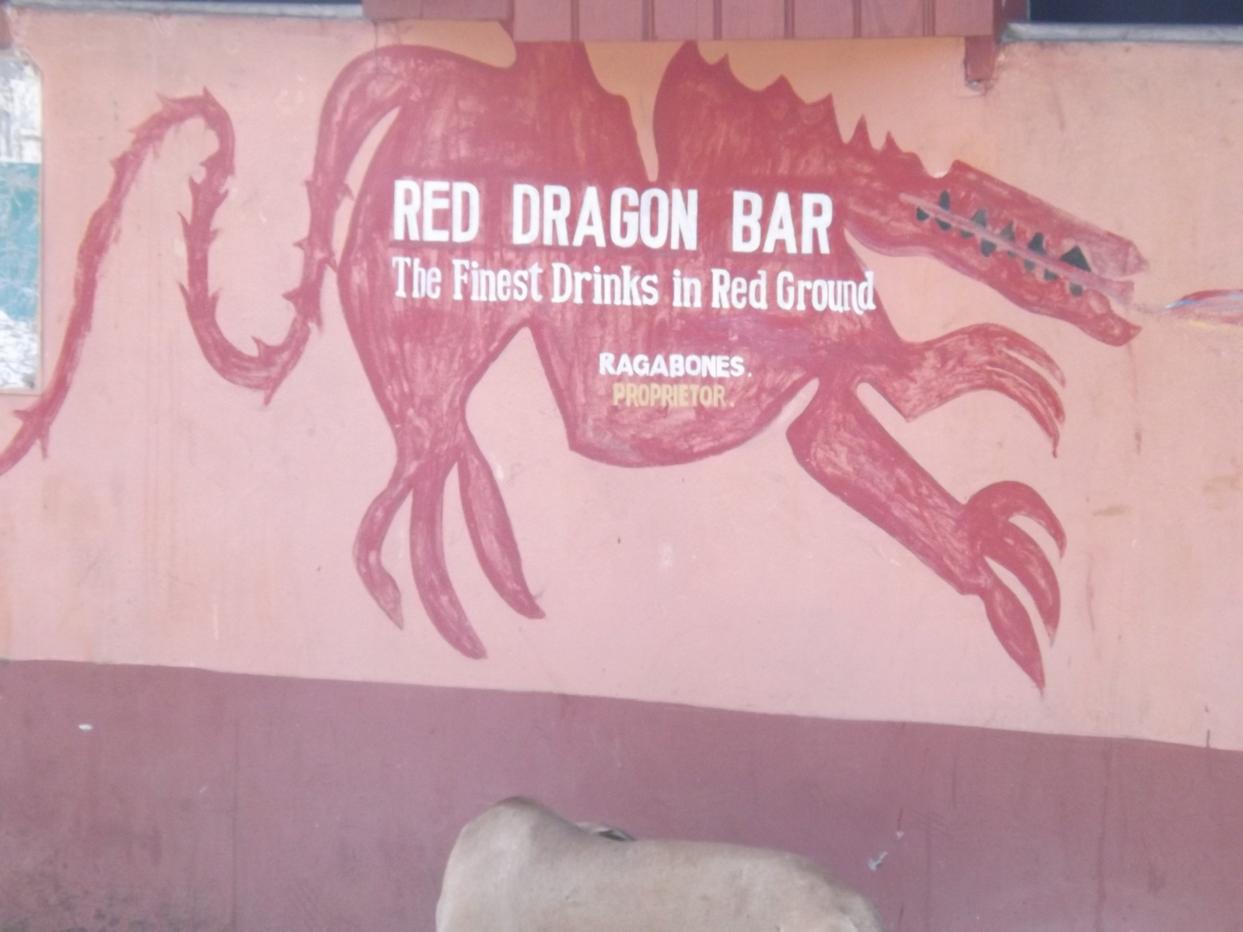 RED DRAGON BAR
The Finest Drinks in Red Ground
RAGABONES.
PROPRIETOR.